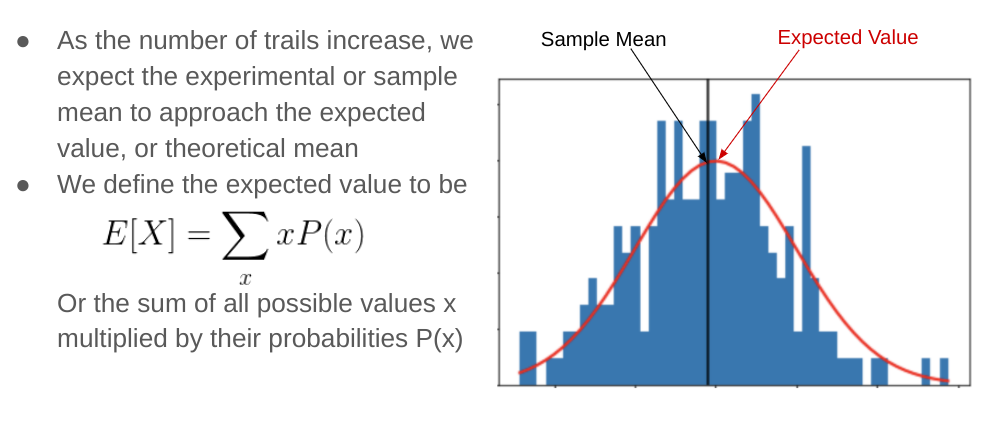 ● As the number of trails increase, we
expect the experimental or sample
mean to approach the expected
value, or theoretical mean
● We define the expected value to be
E[X] = ∑ xP(x)
x
Or the sum of all possible values x
multiplied by their probabilities P(x)
Sample Mean
Expected Value